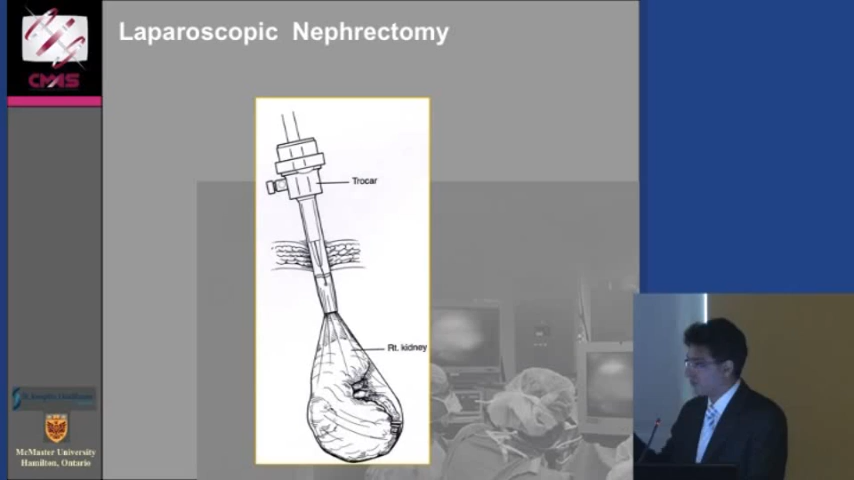 Laparoscopic Nephrectomy
CMAS
Trocar
Rt. kidney
McMaster University
Hamilton, Ontario